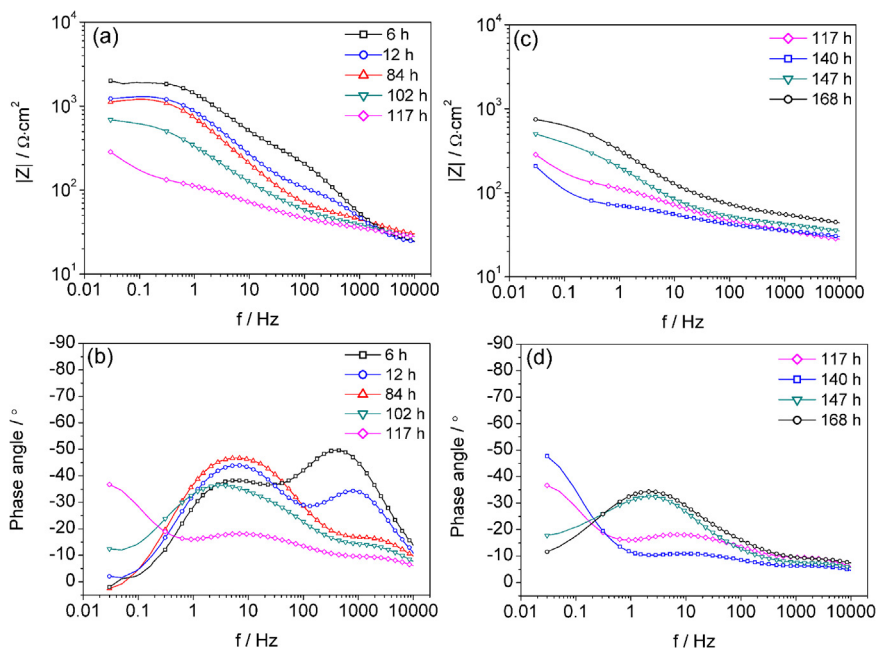 (a)
6 h
12 h
84 h
102 h
117 h
|Z| / Ω·cm²
10⁴
10³
10²
10¹
0.01 0.1 1 10 100 1000 10000
f / Hz
(c)
117 h
140 h
147 h
168 h
|Z| / Ω·cm²
10⁴
10³
10²
10¹
0.01 0.1 1 10 100 1000 10000
f / Hz
(b)
6 h
12 h
84 h
102 h
117 h
Phase angle / °
-90
-80
-70
-60
-50
-40
-30
-20
-10
0
0.01 0.1 1 10 100 1000 10000
f / Hz
(d)
117 h
140 h
147 h
168 h
Phase angle / °
-90
-80
-70
-60
-50
-40
-30
-20
-10
0
0.01 0.1 1 10 100 1000 10000
f / Hz